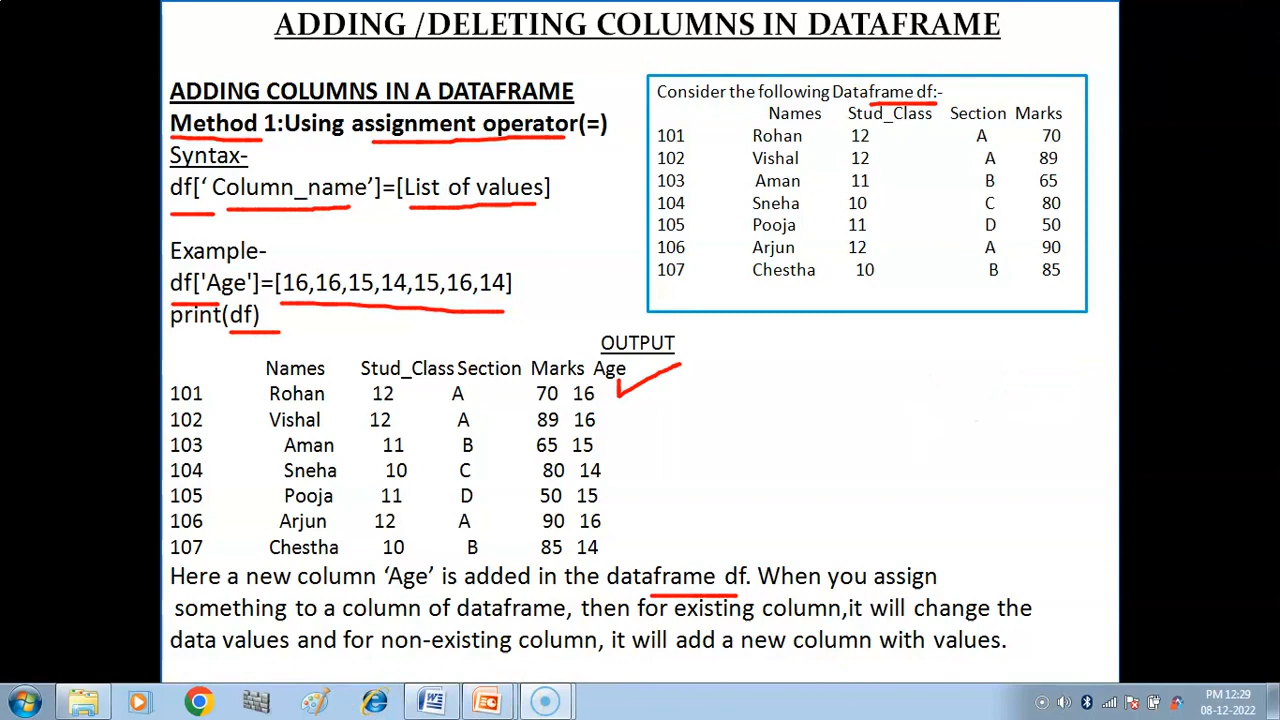 ADDING /DELETING COLUMNS IN DATAFRAME
ADDING COLUMNS IN A DATAFRAME
Method 1:Using assignment operator(=)
Syntax-
df[‘ Column_name’]=[List of values]
Example-
df['Age']=[16,16,15,14,15,16,14]
print(df)
Consider the following Dataframe df:-
Names Stud_Class Section Marks
101 Rohan 12 A 70
102 Vishal 12 A 89
103 Aman 11 B 65
104 Sneha 10 C 80
105 Pooja 11 D 50
106 Arjun 12 A 90
107 Chestha 10 B 85
OUTPUT
Names Stud_Class Section Marks Age
101 Rohan 12 A 70 16
102 Vishal 12 A 89 16
103 Aman 11 B 65 15
104 Sneha 10 C 80 14
105 Pooja 11 D 50 15
106 Arjun 12 A 90 16
107 Chestha 10 B 85 14
Here a new column ‘Age’ is added in the dataframe df. When you assign
something to a column of dataframe, then for existing column,it will change the
data values and for non-existing column, it will add a new column with values.
PM 12:29
08-12-2022